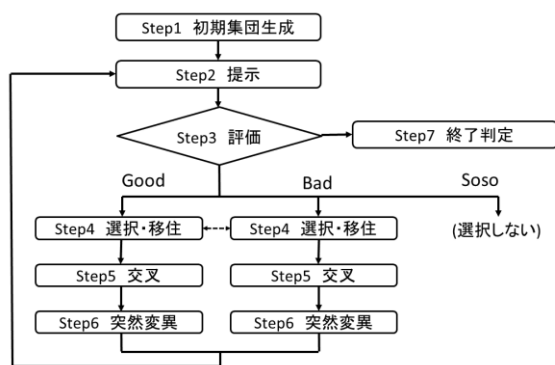 Step1 初期集団生成
Step2 提示
Step3 評価
Step7 終了判定
Good
Bad
Soso
Step4 選択・移住
Step4 選択・移住
(選択しない)
Step5 交叉
Step5 交叉
Step6 突然変異
Step6 突然変異